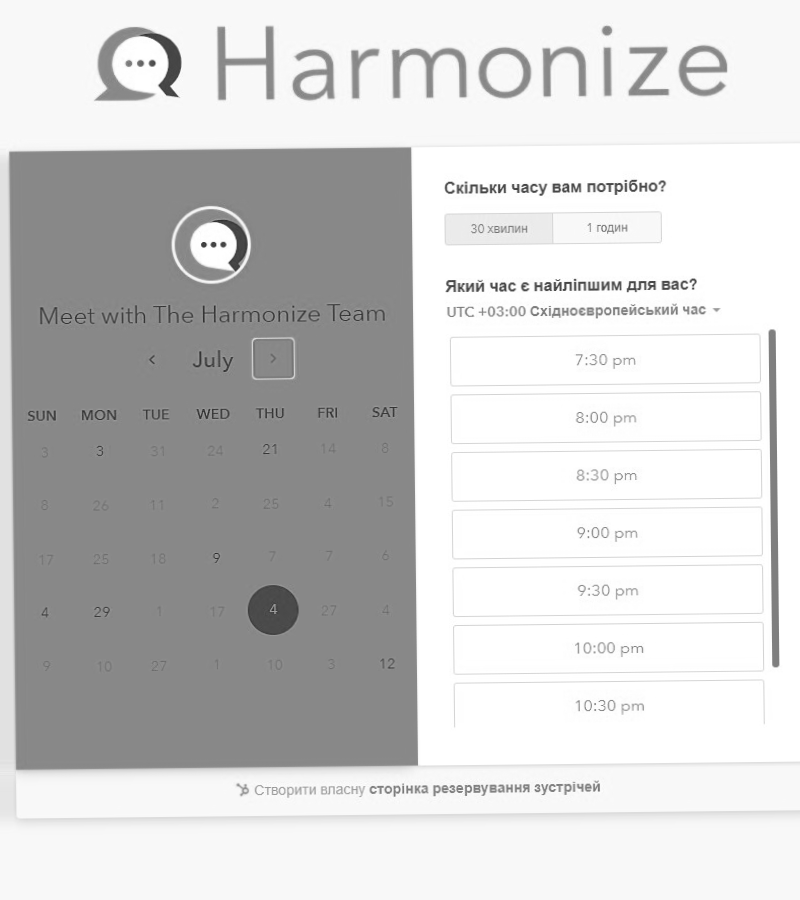 Harmonize
Meet with The Harmonize Team
July
SUN MON TUE WED THU FRI SAT
3 3 31 24 21 14 8
8 26 11 2 25 4 15
17 25 18 9 7 7 6
4 29 1 17 4 27 4
9 10 27 1 10 3 12
Скільки часу вам потрібно?
30 хвилин 1 годин
Який час є найліпшим для вас?
UTC +03:00 Східноєвропейський час
7:30 pm
8:00 pm
8:30 pm
9:00 pm
9:30 pm
10:00 pm
10:30 pm
Створити власну сторінка резервування зустрічей